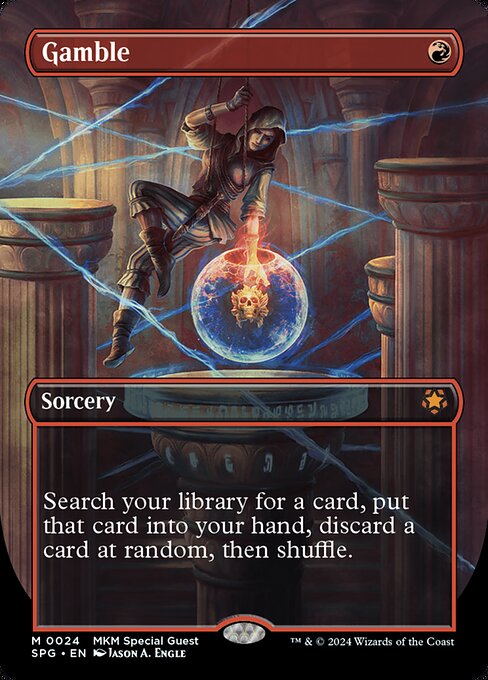 Gamble
Sorcery
Search your library for a card, put
that card into your hand, discard a
card at random, then shuffle.
M 0024 MKM Special Guest
SPG • EN Jason A. Engle
™ & © 2024 Wizards of the Coast